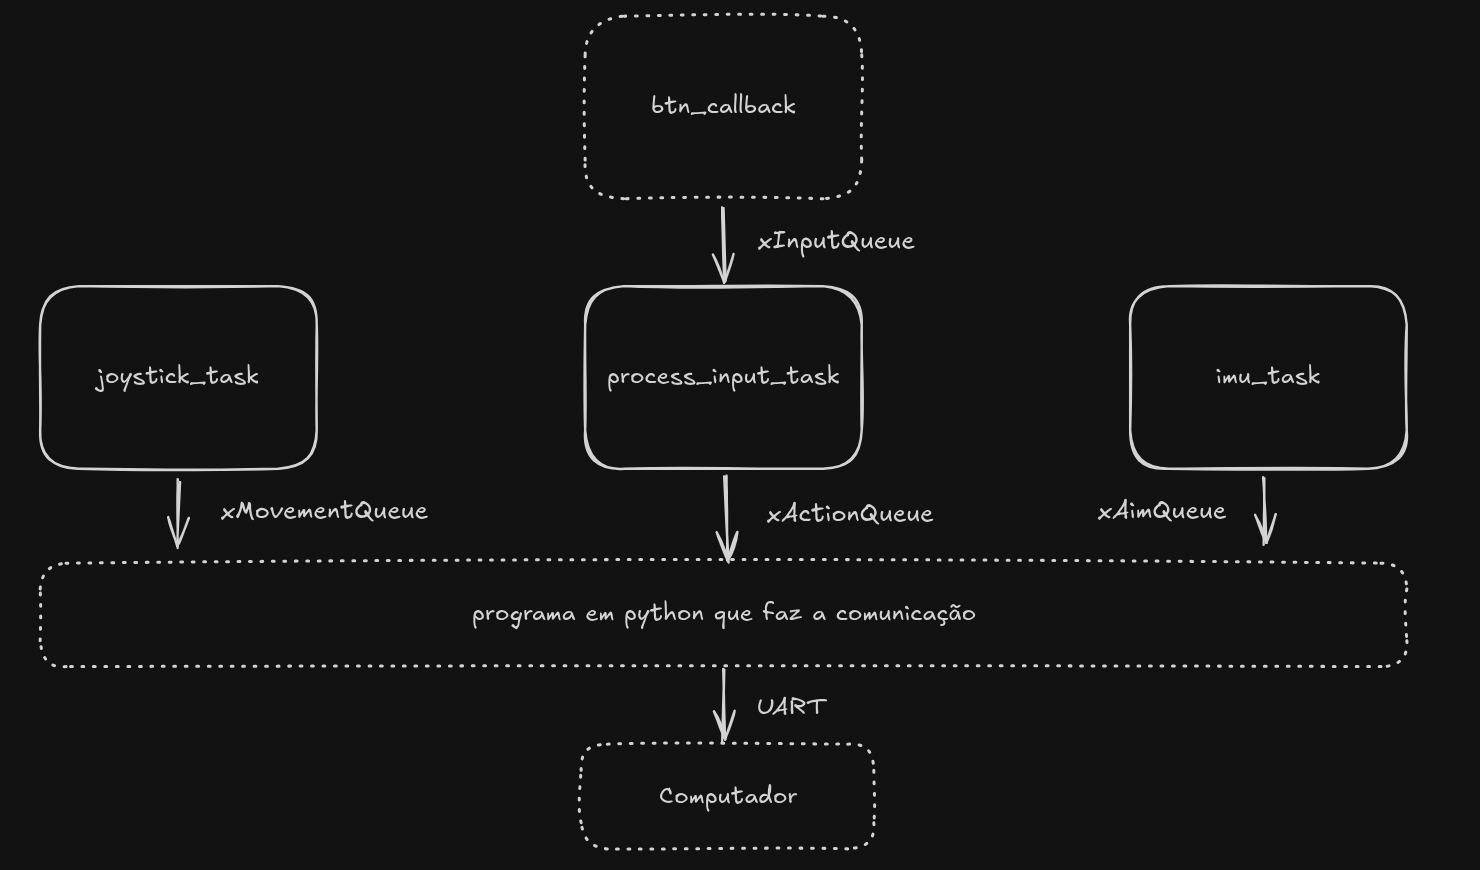 btn_callback
xInputQueue
joystick_task
process_input_task
imu_task
xMovementQueue
xActionQueue
xAimQueue
programa em python que faz a comunicação
UART
Computador